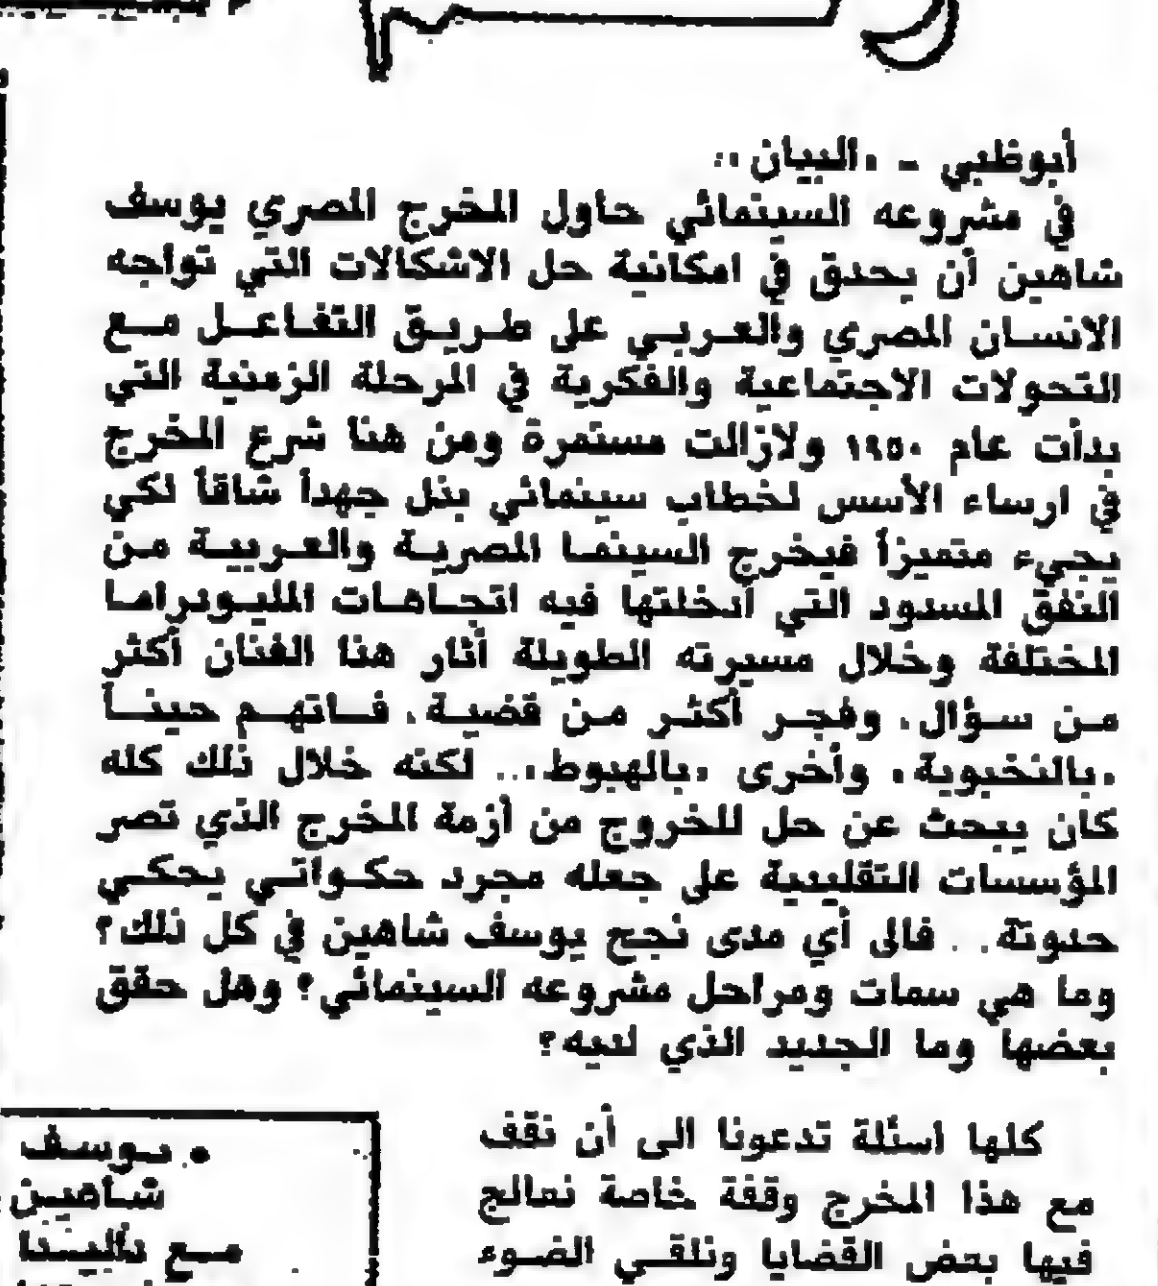 أبوظبي ـ «البيان»:
في مشروعه السينمائي حاول المخرج المصري يوسف
شاهين أن يحدق في امكانية حل الاشكالات التي تواجه
الانسان المصري والعربي على طريق التفاعل مع
التحولات الاجتماعية والفكرية في المرحلة الزمنية التي
بدأت عام ١٩٥٠ ولازالت مستمرة ومن هنا شرع المخرج
في ارساء الأسس لخطاب سينمائي بذل جهداً شاقاً لكي
يجيء متميزاً فيخرج السينما المصرية والعربية من
النفق المسدود التي أدخلتها فيه اتجاهات الميلودراما
المختلفة وخلال مسيرته الطويلة أثار هذا الفنان أكثر
من سؤال، وفجر أكثر من قضية، فاتهم حيناً
«بالنخبوية» وأخرى «بالهبوط».. لكنه خلال ذلك كله
كان يبحث عن حل للخروج من أزمة المخرج الذي تصر
المؤسسات التقليدية على جعله مجرد حكواتي يحكي
حدوتة.. فالى أي مدى نجح يوسف شاهين في كل ذلك؟
وما هي سمات ومراحل مشروعه السينمائي؟ وهل حقق
بعضها وما الجديد الذي لديه؟
كلها اسئلة تدعونا الى أن نقف
مع هذا المخرج وقفة خاصة نعالج
فيها بعض القضايا ونلقي الضوء
• يوسف
شاهين
مع داليدا